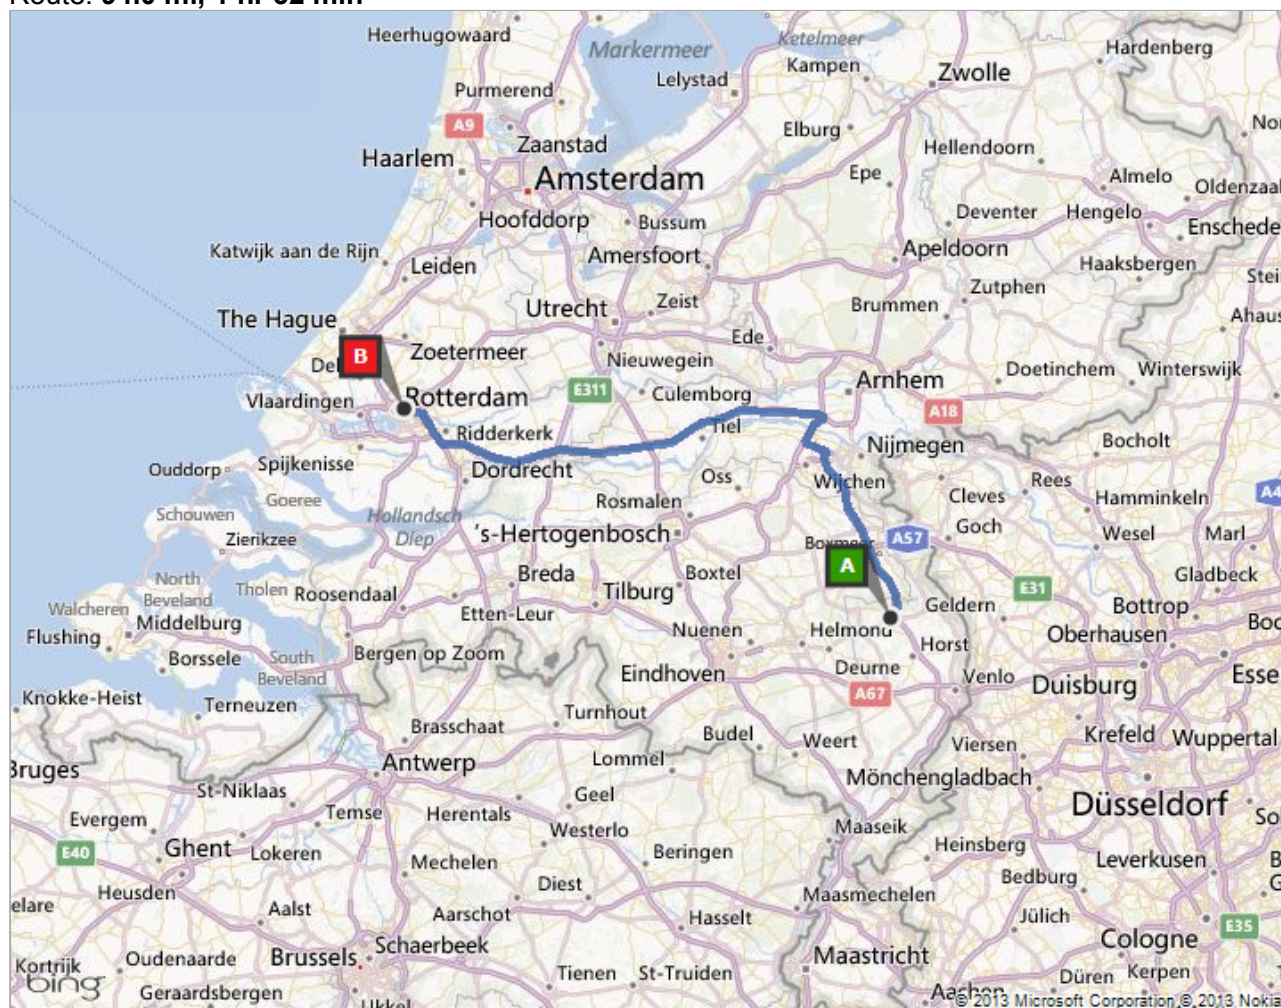 Heerhugowaard
Markermeer
Ketelmeer
Hardenberg
Kampen
Zwolle
Lelystad
Purmerend
A9
Zaanstad
Elburg
Hellendoorn
Haarlem
Amsterdam
Epe
Almelo
Oldenzaal
Hoofddorp
Bussum
Deventer
Hengelo
Enschede
Katwijk aan de Rijn
Leiden
Amersfoort
Apeldoorn
Haaksbergen
Utrecht
Zeist
Brummen
Zutphen
The Hague
Ede
B
Zoetermeer
Nieuwegein
Arnhem
Doetinchem
Winterswijk
Vlaardingen
Rotterdam
E311
Culemborg
A18
Ridderkerk
Tiel
Nijmegen
Bocholt
Ouddorp
Spijkenisse
Dordrecht
Oss
Wijchen
Cleves
Rees
Hamminkeln
Goeree
Rosmalen
Schouwen
Hollandsch
Diep
Goch
Zierikzee
's-Hertogenbosch
Boxmeer
A57
Wesel
Marl
North
Beveland
Tholen
Roosendaal
Breda
Tilburg
Boxtel
A
E31
Gladbeck
Walcheren
Middelburg
Etten-Leur
Geldern
Bottrop
Flushing
Nuenen
Helmond
Horst
Oberhausen
Borssele
South
Beveland
Bergen op Zoom
Eindhoven
Deurne
A67
Venlo
Duisburg
Knokke-Heist
Terneuzen
Turnhout
Brasschaat
Budel
Weert
Viersen
Krefeld
Wuppertal
Antwerp
Lommel
Mönchengladbach
St-Niklaas
Geel
Düsseldorf
Evergem
Temse
Herentals
Westerlo
Maaseik
E40
Ghent
Lokeren
Mechelen
Beringen
Heinsberg
Leverkusen
Heusden
Diest
Maasmechelen
Bedburg
Aalst
Aarschot
Hasselt
Jülich
E35
Cologne
Kortrijk
Oudenaarde
Brussels
Schaerbeek
Maastricht
bing
Geraardsbergen
Tienen
St-Truiden
Düren
Kerpen
© 2013 Microsoft Corporation © 2013 Nokia